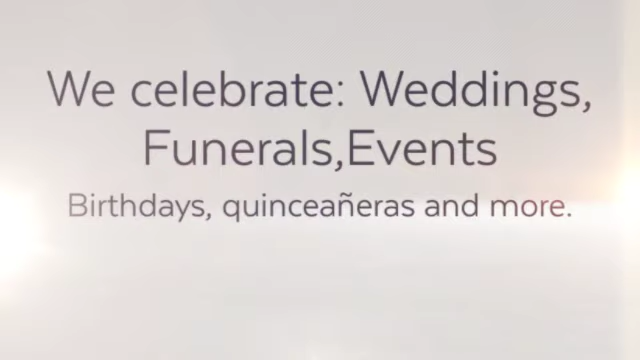 We celebrate: Weddings,
Funerals,Events
Birthdays, quinceañeras and more.